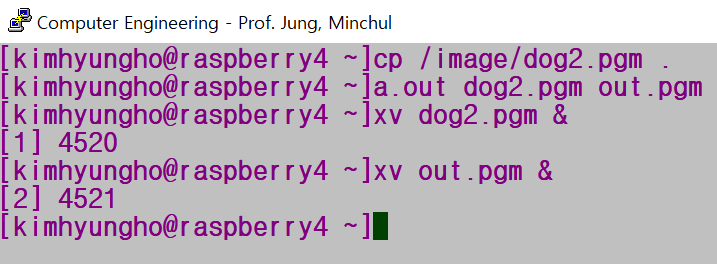 Computer Engineering - Prof. Jung, Minchul
[kimhyungho@raspberry4 ~]cp /image/dog2.pgm .
[kimhyungho@raspberry4 ~]a.out dog2.pgm out.pgm
[kimhyungho@raspberry4 ~]xv dog2.pgm &
[1] 4520
[kimhyungho@raspberry4 ~]xv out.pgm &
[2] 4521
[kimhyungho@raspberry4 ~]